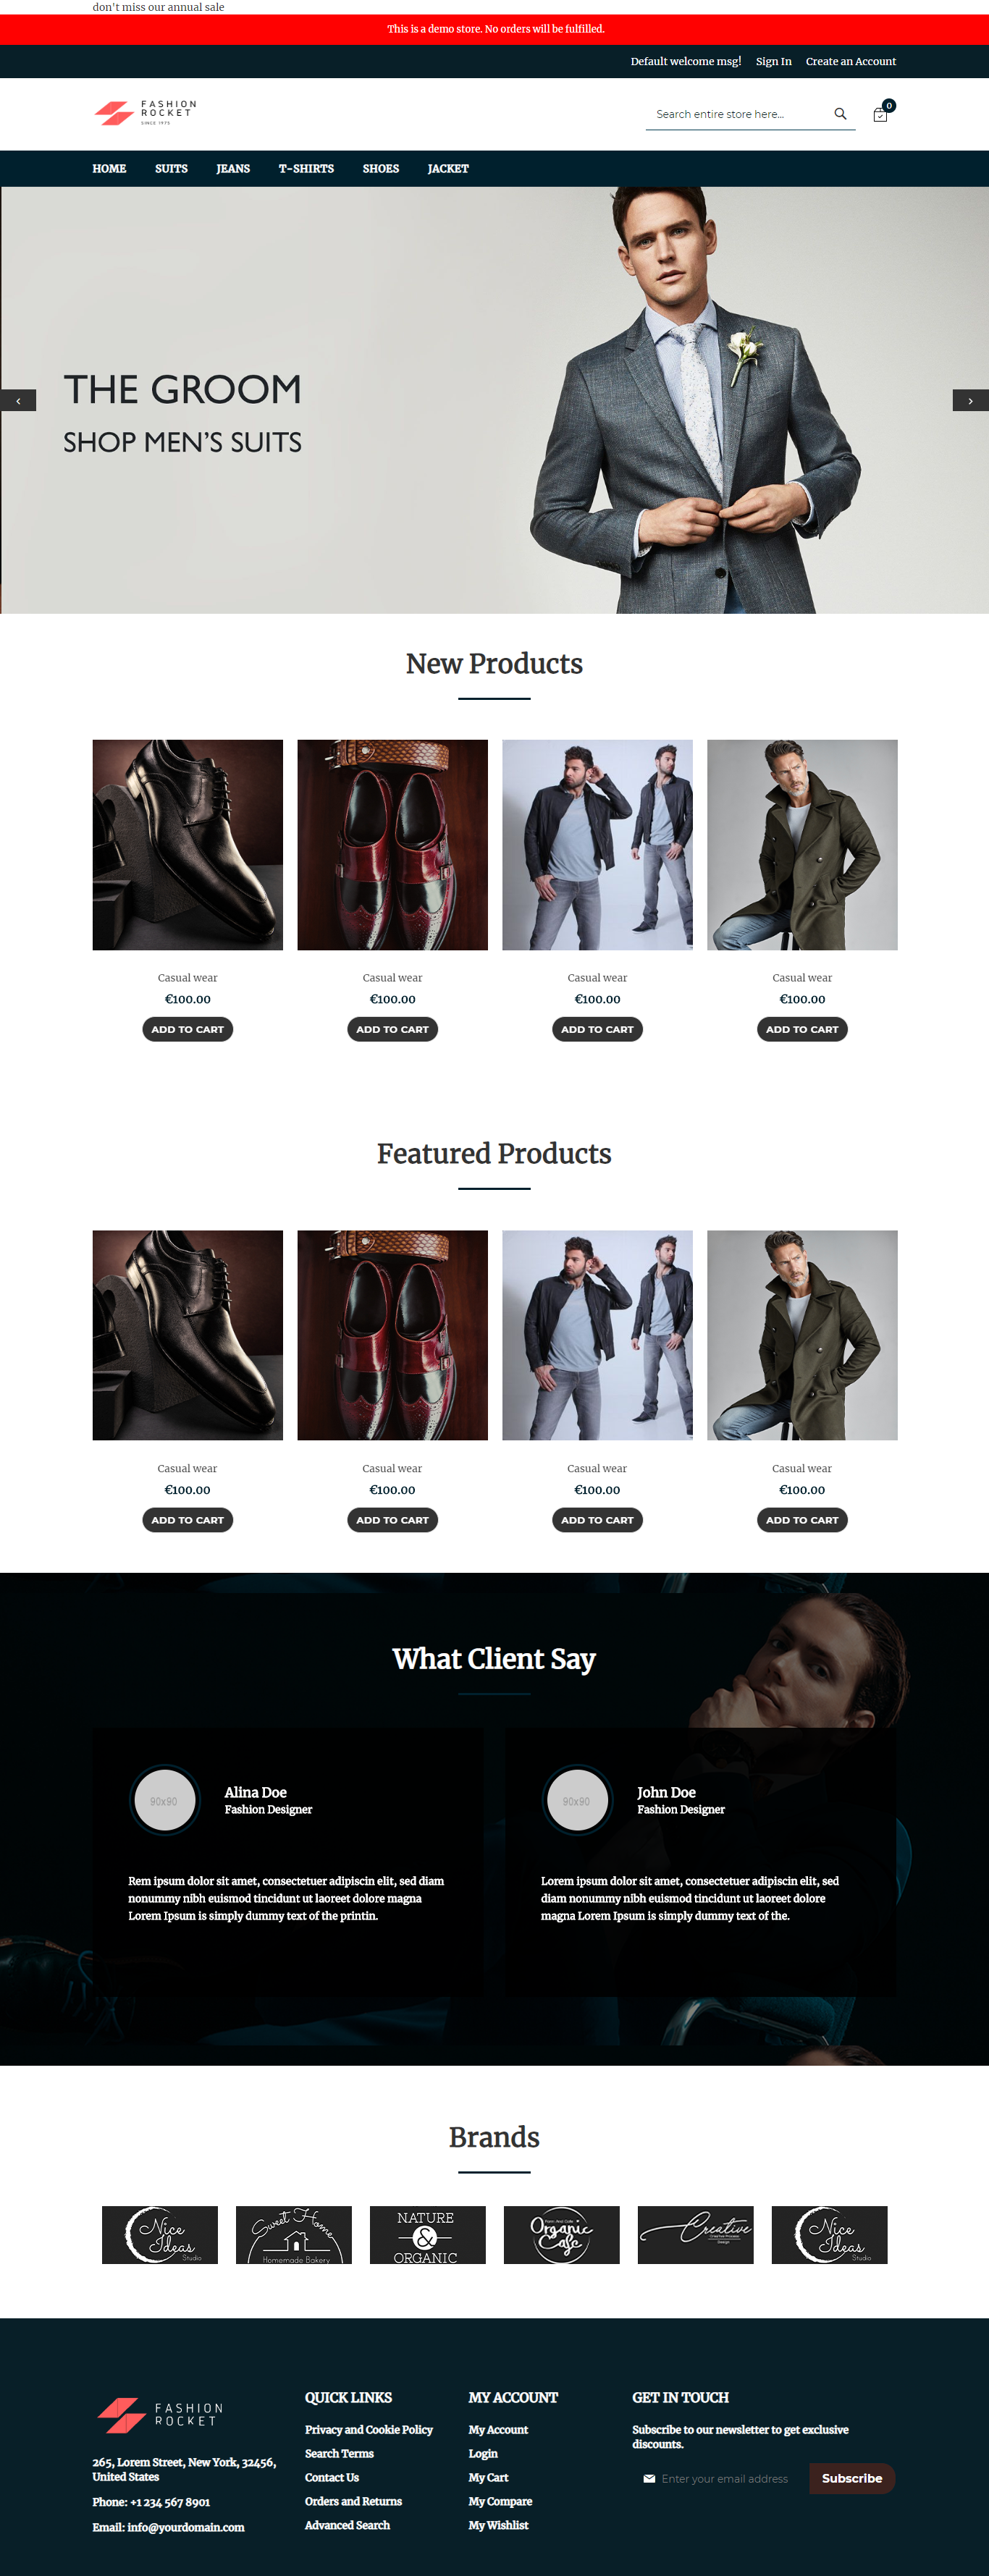 don't miss our annual sale
This is a demo store. No orders will be fulfilled.
Default welcome msg! Sign In Create an Account
FASHION
ROCKET
SINCE 1975
Search entire store here...
0
HOME SUITS JEANS T-SHIRTS SHOES JACKET
THE GROOM
SHOP MEN'S SUITS
New Products
Casual wear Casual wear Casual wear Casual wear
€100.00 €100.00 €100.00 €100.00
ADD TO CART ADD TO CART ADD TO CART ADD TO CART
Featured Products
Casual wear Casual wear Casual wear Casual wear
€100.00 €100.00 €100.00 €100.00
ADD TO CART ADD TO CART ADD TO CART ADD TO CART
What Client Say
90x90
Alina Doe
Fashion Designer
Rem ipsum dolor sit amet, consectetuer adipiscin elit, sed diam
nonummy nibh euismod tincidunt ut laoreet dolore magna
Lorem Ipsum is simply dummy text of the printin.
90x90
John Doe
Fashion Designer
Lorem ipsum dolor sit amet, consectetuer adipiscin elit, sed
diam nonummy nibh euismod tincidunt ut laoreet dolore
magna Lorem Ipsum is simply dummy text of the.
Brands
Nice
Ideas
Studio
Sweet Home
Homemade Bakery
NATURE
&
ORGANIC
Organic
Cafe
Creative
Design
Nice
Ideas
Studio
FASHION
ROCKET
265, Lorem Street, New York, 32456,
United States
Phone: +1 234 567 8901
Email: info@yourdomain.com
QUICK LINKS
Privacy and Cookie Policy
Search Terms
Contact Us
Orders and Returns
Advanced Search
MY ACCOUNT
My Account
Login
My Cart
My Compare
My Wishlist
GET IN TOUCH
Subscribe to our newsletter to get exclusive
discounts.
Enter your email address Subscribe